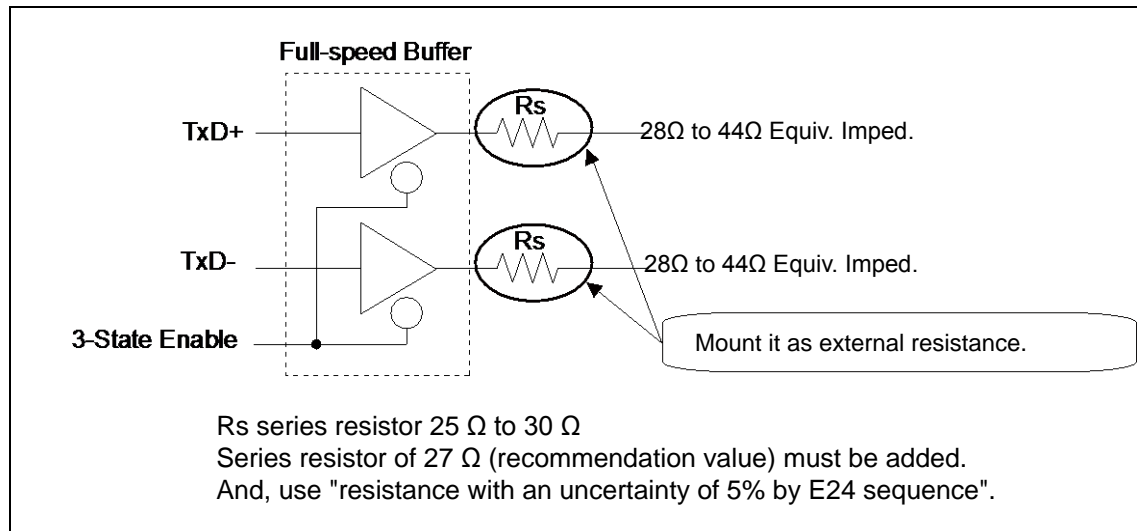 Full-speed Buffer
Rs
TxD+
28Ω to 44Ω Equiv. Imped.
Rs
TxD-
28Ω to 44Ω Equiv. Imped.
3-State Enable
Mount it as external resistance.
Rs series resistor 25 Ω to 30 Ω
Series resistor of 27 Ω (recommendation value) must be added.
And, use "resistance with an uncertainty of 5% by E24 sequence".